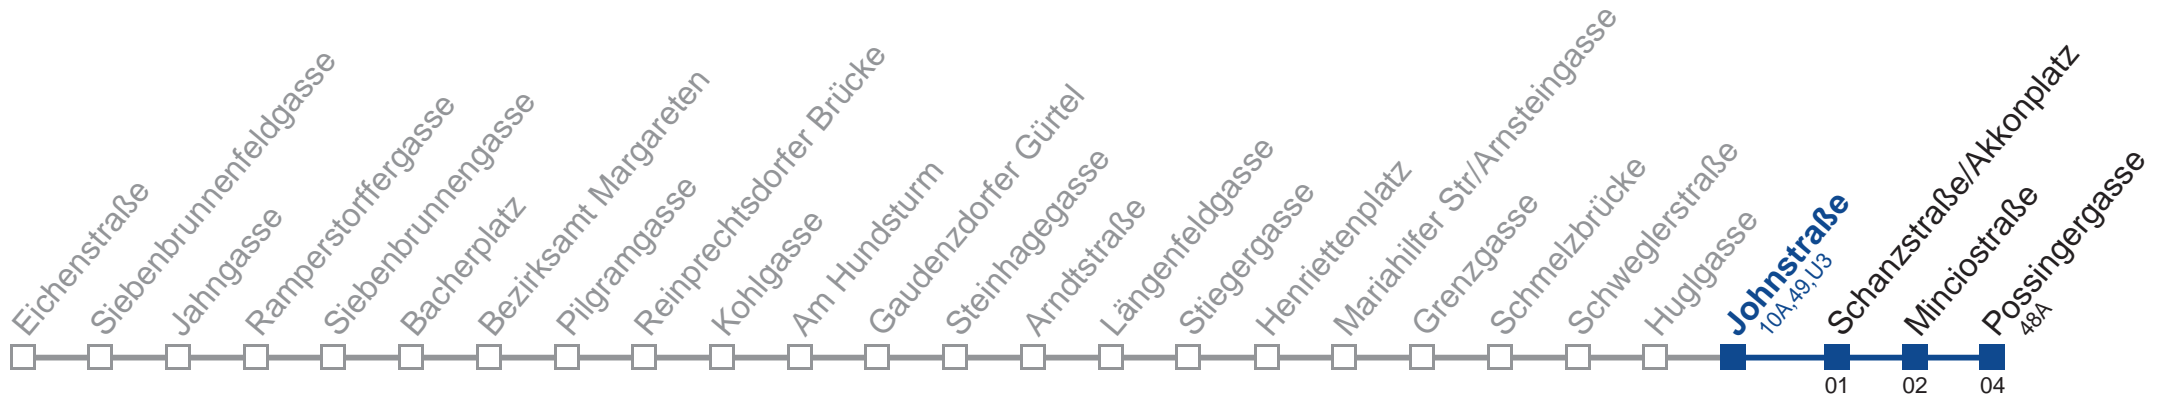 Eichenstraße
Siebenbrunnenfeldgasse
Jahngasse
Ramperstoffergasse
Siebenbrunnengasse
Bacherplatz
Bezirksamt Margareten
Pilgramgasse
Reinprechtsdorfer Brücke
Kohlgasse
Am Hundsturm
Gaudenzdorfer Gürtel
Steinhagegasse
Arndtstraße
Längenfeldgasse
Stiegergasse
Henriettenplatz
Mariahilfer Str/Arnsteingasse
Grenzgasse
Schmelzbrücke
Schweglerstraße
Huglgasse
Johnstraße
10A,49,U3
Schanzstraße/Akkonplatz
Minciostraße
Possingergasse
48A
01
02
04